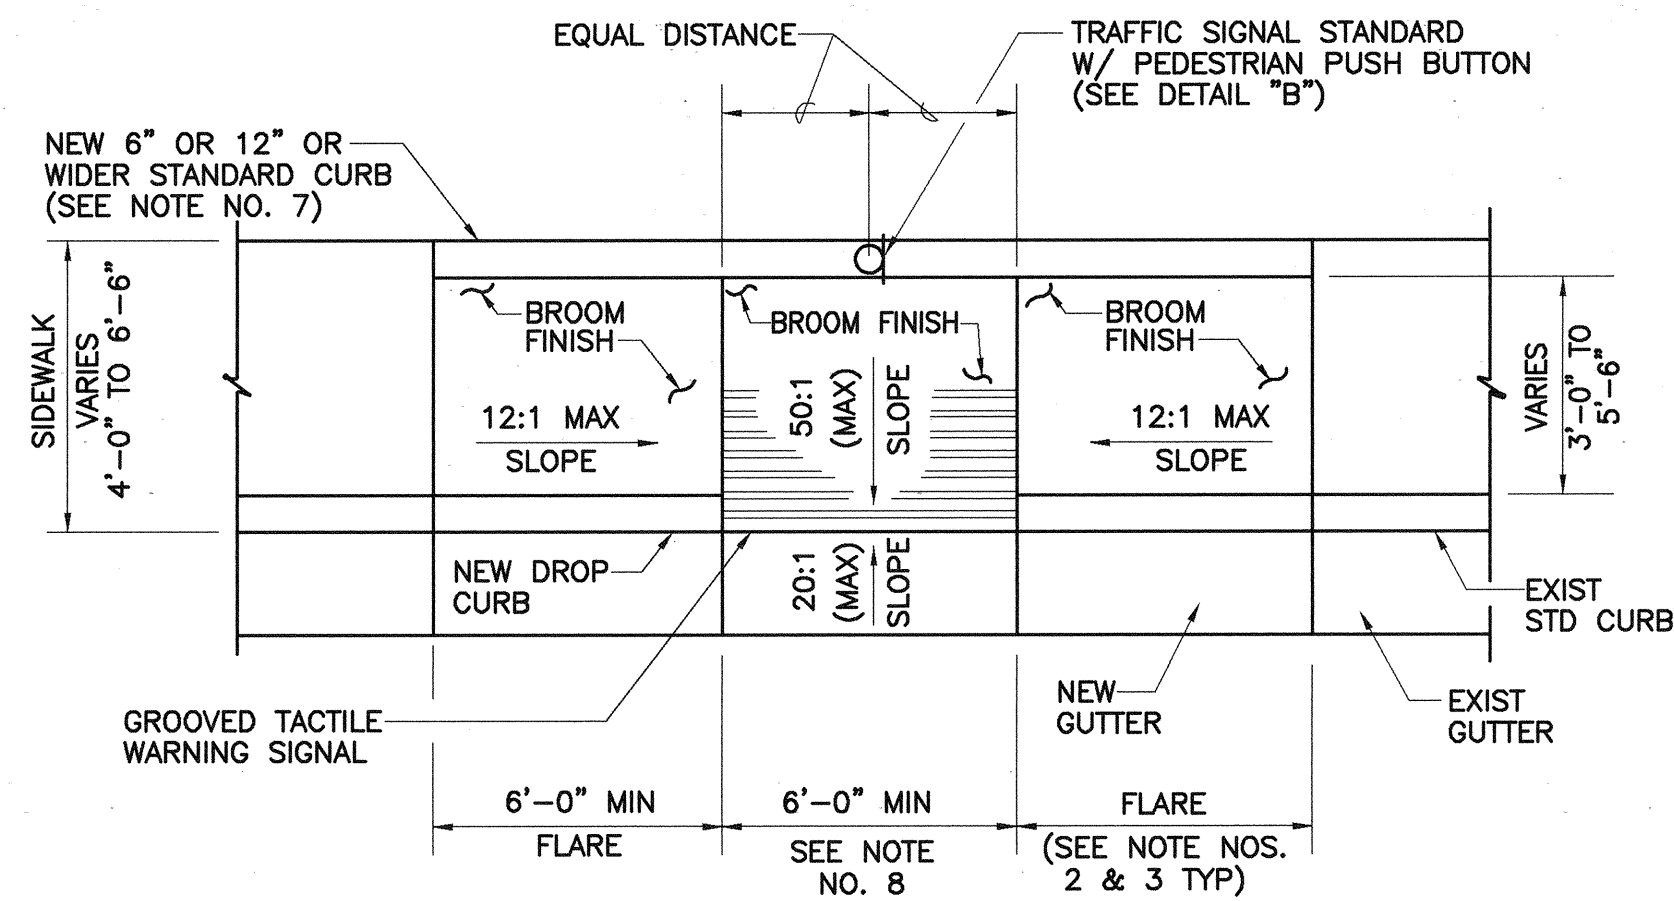 EQUAL DISTANCE
TRAFFIC SIGNAL STANDARD
W/ PEDESTRIAN PUSH BUTTON
(SEE DETAIL "B")
NEW 6" OR 12" OR
WIDER STANDARD CURB
(SEE NOTE NO. 7)
SIDEWALK
VARIES
4'-0" TO 6'-6"
BROOM
FINISH
BROOM FINISH
BROOM
FINISH
12:1 MAX
SLOPE
50:1
(MAX)
SLOPE
12:1 MAX
SLOPE
VARIES
3'-0" TO
5'-6"
NEW DROP
CURB
20:1
(MAX)
SLOPE
EXIST
STD CURB
GROOVED TACTILE
WARNING SIGNAL
NEW
GUTTER
EXIST
GUTTER
6'-0" MIN
FLARE
6'-0" MIN
SEE NOTE
NO. 8
FLARE
(SEE NOTE NOS.
2 & 3 TYP)